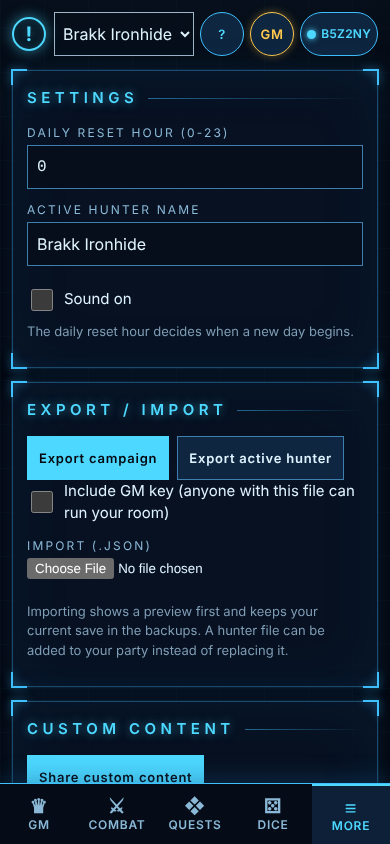 !
Brakk Ironhide
?
GM
B5Z2NY
SETTINGS
DAILY RESET HOUR (0-23)
0
ACTIVE HUNTER NAME
Brakk Ironhide
Sound on
The daily reset hour decides when a new day begins.
EXPORT / IMPORT
Export campaign
Export active hunter
Include GM key (anyone with this file can
run your room)
IMPORT (.JSON)
Choose File No file chosen
Importing shows a preview first and keeps your
current save in the backups. A hunter file can be
added to your party instead of replacing it.
CUSTOM CONTENT
Share custom content
GM
COMBAT
QUESTS
DICE
MORE